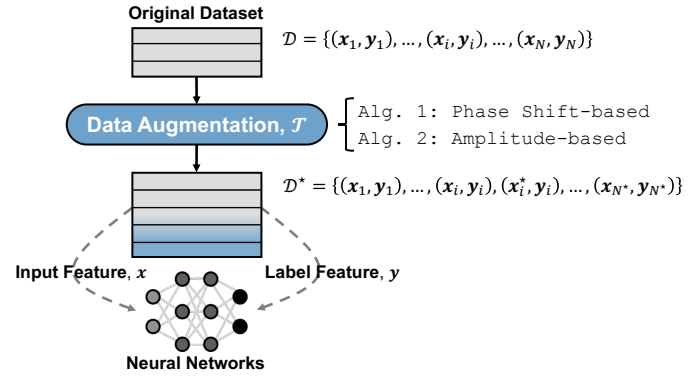 Original Dataset
𝒟 = {(𝒙₁, 𝒚₁), …, (𝒙ᵢ, 𝒚ᵢ), …, (𝒙_N, 𝒚_N)}
Data Augmentation, 𝒯
Alg. 1: Phase Shift-based
Alg. 2: Amplitude-based
𝒟⋆ = {(𝒙₁, 𝒚₁), …, (𝒙ᵢ, 𝒚ᵢ), (𝒙ᵢ⋆, 𝒚ᵢ), …, (𝒙_N⋆, 𝒚_N⋆)}
Input Feature, 𝒙
Label Feature, 𝒚
Neural Networks